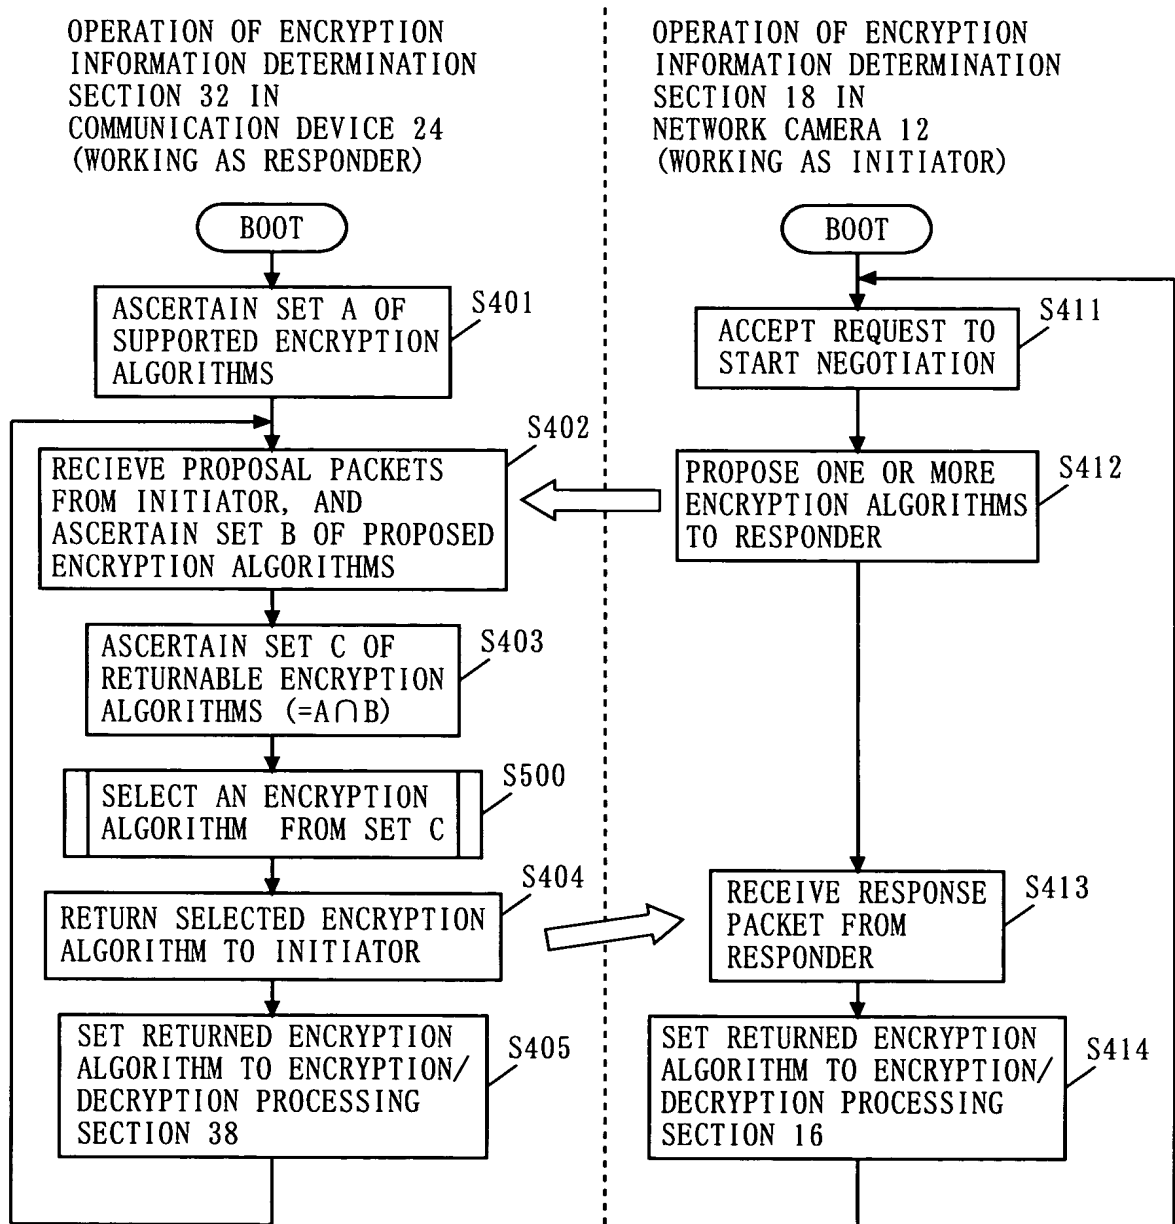 OPERATION OF ENCRYPTION
INFORMATION DETERMINATION
SECTION 32 IN
COMMUNICATION DEVICE 24
(WORKING AS RESPONDER)
BOOT
ASCERTAIN SET A OF
SUPPORTED ENCRYPTION
ALGORITHMS
S401
RECIEVE PROPOSAL PACKETS
FROM INITIATOR, AND
ASCERTAIN SET B OF PROPOSED
ENCRYPTION ALGORITHMS
S402
ASCERTAIN SET C OF
RETURNABLE ENCRYPTION
ALGORITHMS (=A∩B)
S403
SELECT AN ENCRYPTION
ALGORITHM FROM SET C
S500
RETURN SELECTED ENCRYPTION
ALGORITHM TO INITIATOR
S404
SET RETURNED ENCRYPTION
ALGORITHM TO ENCRYPTION/
DECRYPTION PROCESSING
SECTION 38
S405
OPERATION OF ENCRYPTION
INFORMATION DETERMINATION
SECTION 18 IN
NETWORK CAMERA 12
(WORKING AS INITIATOR)
BOOT
ACCEPT REQUEST TO
START NEGOTIATION
S411
PROPOSE ONE OR MORE
ENCRYPTION ALGORITHMS
TO RESPONDER
S412
RECEIVE RESPONSE
PACKET FROM
RESPONDER
S413
SET RETURNED ENCRYPTION
ALGORITHM TO ENCRYPTION/
DECRYPTION PROCESSING
SECTION 16
S414